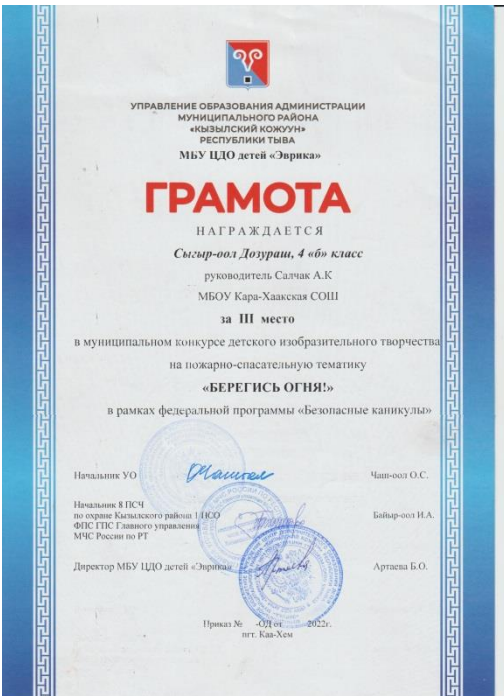 УПРАВЛЕНИЕ ОБРАЗОВАНИЯ АДМИНИСТРАЦИИ
МУНИЦИПАЛЬНОГО РАЙОНА
«КЫЗЫЛСКИЙ КОЖУУН»
РЕСПУБЛИКИ ТЫВА
МБУ ЦДО детей «Эврика»
ГРАМОТА
НАГРАЖДАЕТСЯ
Сыгыр-оол Дозураш, 4 «б» класс
руководитель Салчак А.К
МБОУ Кара-Хаакская СОШ
за III место
в муниципальном конкурсе детского изобразительного творчества
на пожарно-спасательную тематику
«БЕРЕГИСЬ ОГНЯ!»
в рамках федеральной программы «Безопасные каникулы»
Начальник УО Чаш-оол О.С.
Начальник 8 ПСЧ
по охране Кызылского района 1 ПСО Байыр-оол И.А.
ФПС ГПС Главного управления
МЧС России по РТ
Директор МБУ ЦДО детей «Эврика» Артаева Б.О.
Приказ № -ОД от 2022г.
пгт. Каа-Хем